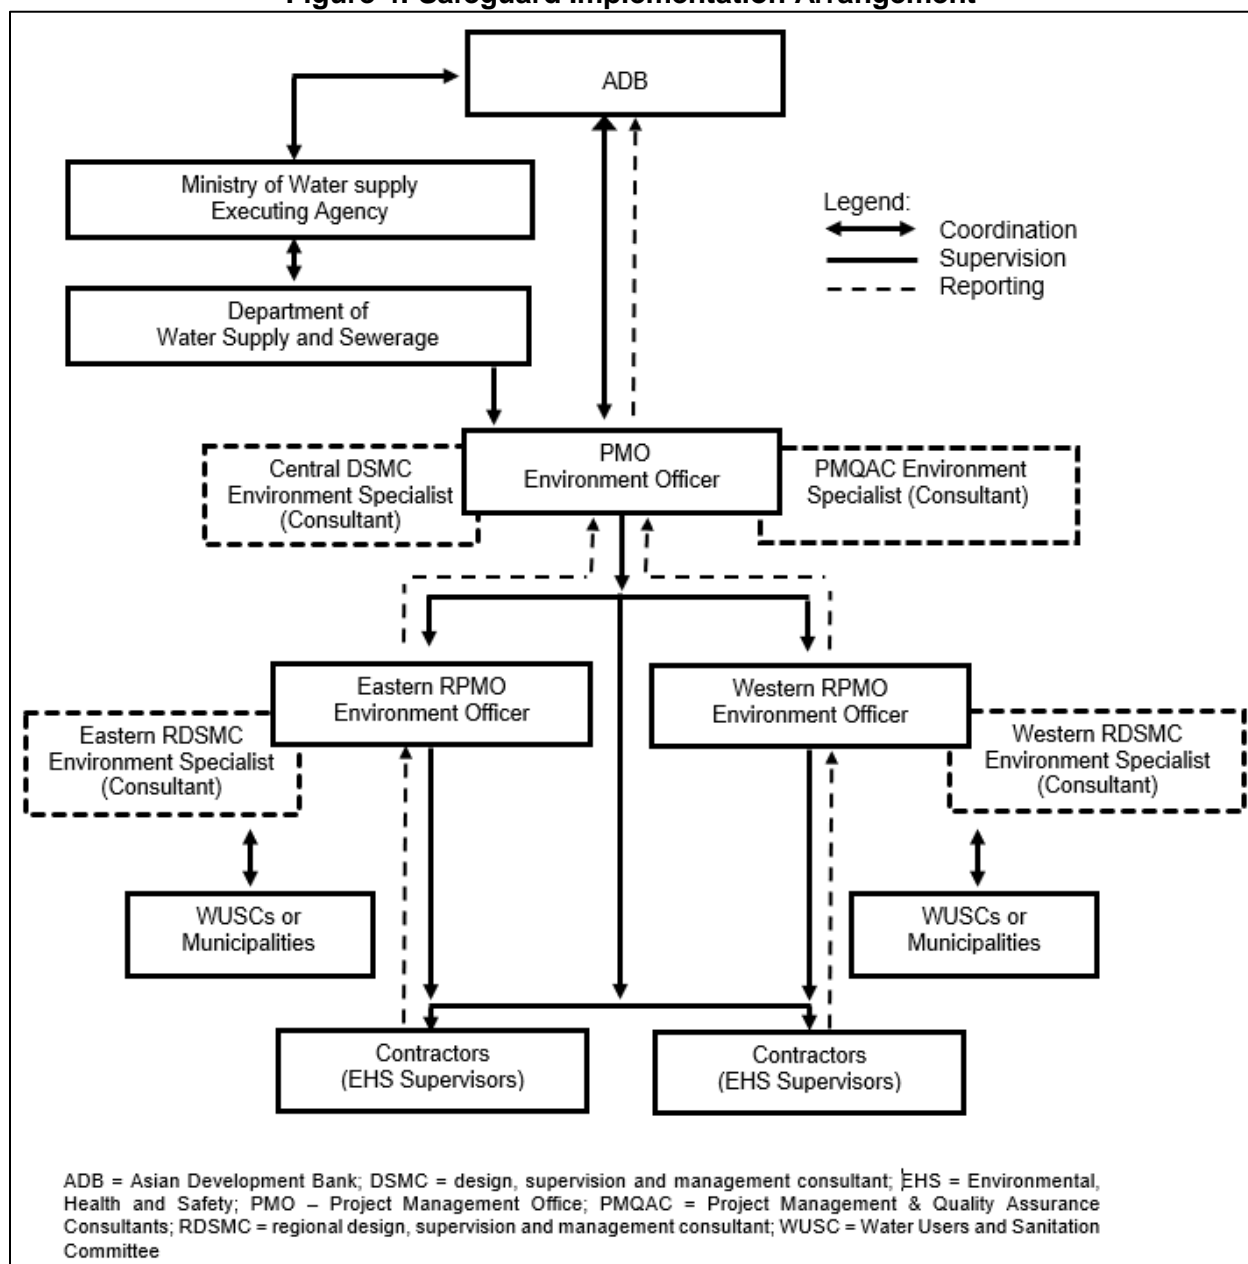 Figure 4: Safeguard Implementation Arrangement
ADB
Ministry of Water supply
Executing Agency
Legend:
Coordination
Supervision
Reporting
Department of
Water Supply and Sewerage
Central DSMC
Environment Specialist
(Consultant)
PMO
Environment Officer
PMQAC Environment
Specialist (Consultant)
Eastern RPMO
Environment Officer
Western RPMO
Environment Officer
Eastern RDSMC
Environment Specialist
(Consultant)
Western RDSMC
Environment Specialist
(Consultant)
WUSCs or
Municipalities
WUSCs or
Municipalities
Contractors
(EHS Supervisors)
Contractors
(EHS Supervisors)
ADB = Asian Development Bank; DSMC = design, supervision and management consultant; EHS = Environmental,
Health and Safety; PMO – Project Management Office; PMQAC = Project Management & Quality Assurance
Consultants; RDSMC = regional design, supervision and management consultant; WUSC = Water Users and Sanitation
Committee